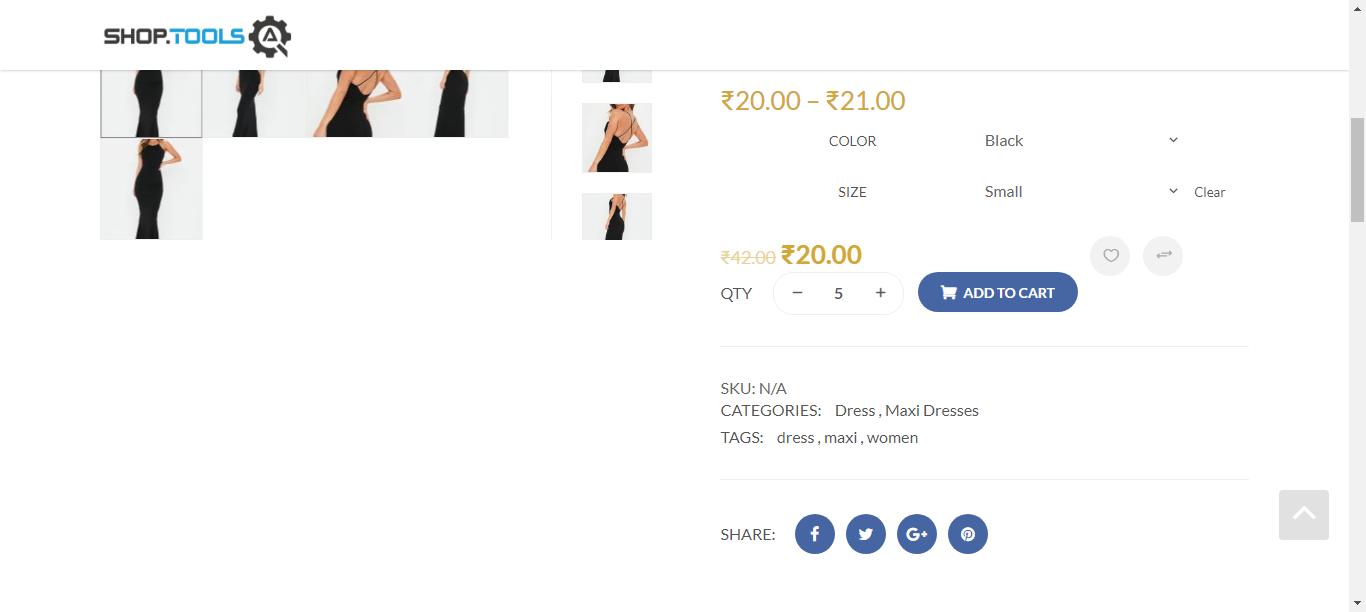 SHOP.TOOLS
₹20.00 – ₹21.00
COLOR Black
SIZE Small Clear
₹42.00 ₹20.00
QTY − 5 + ADD TO CART
SKU: N/A
CATEGORIES: Dress , Maxi Dresses
TAGS: dress , maxi , women
SHARE: f G+